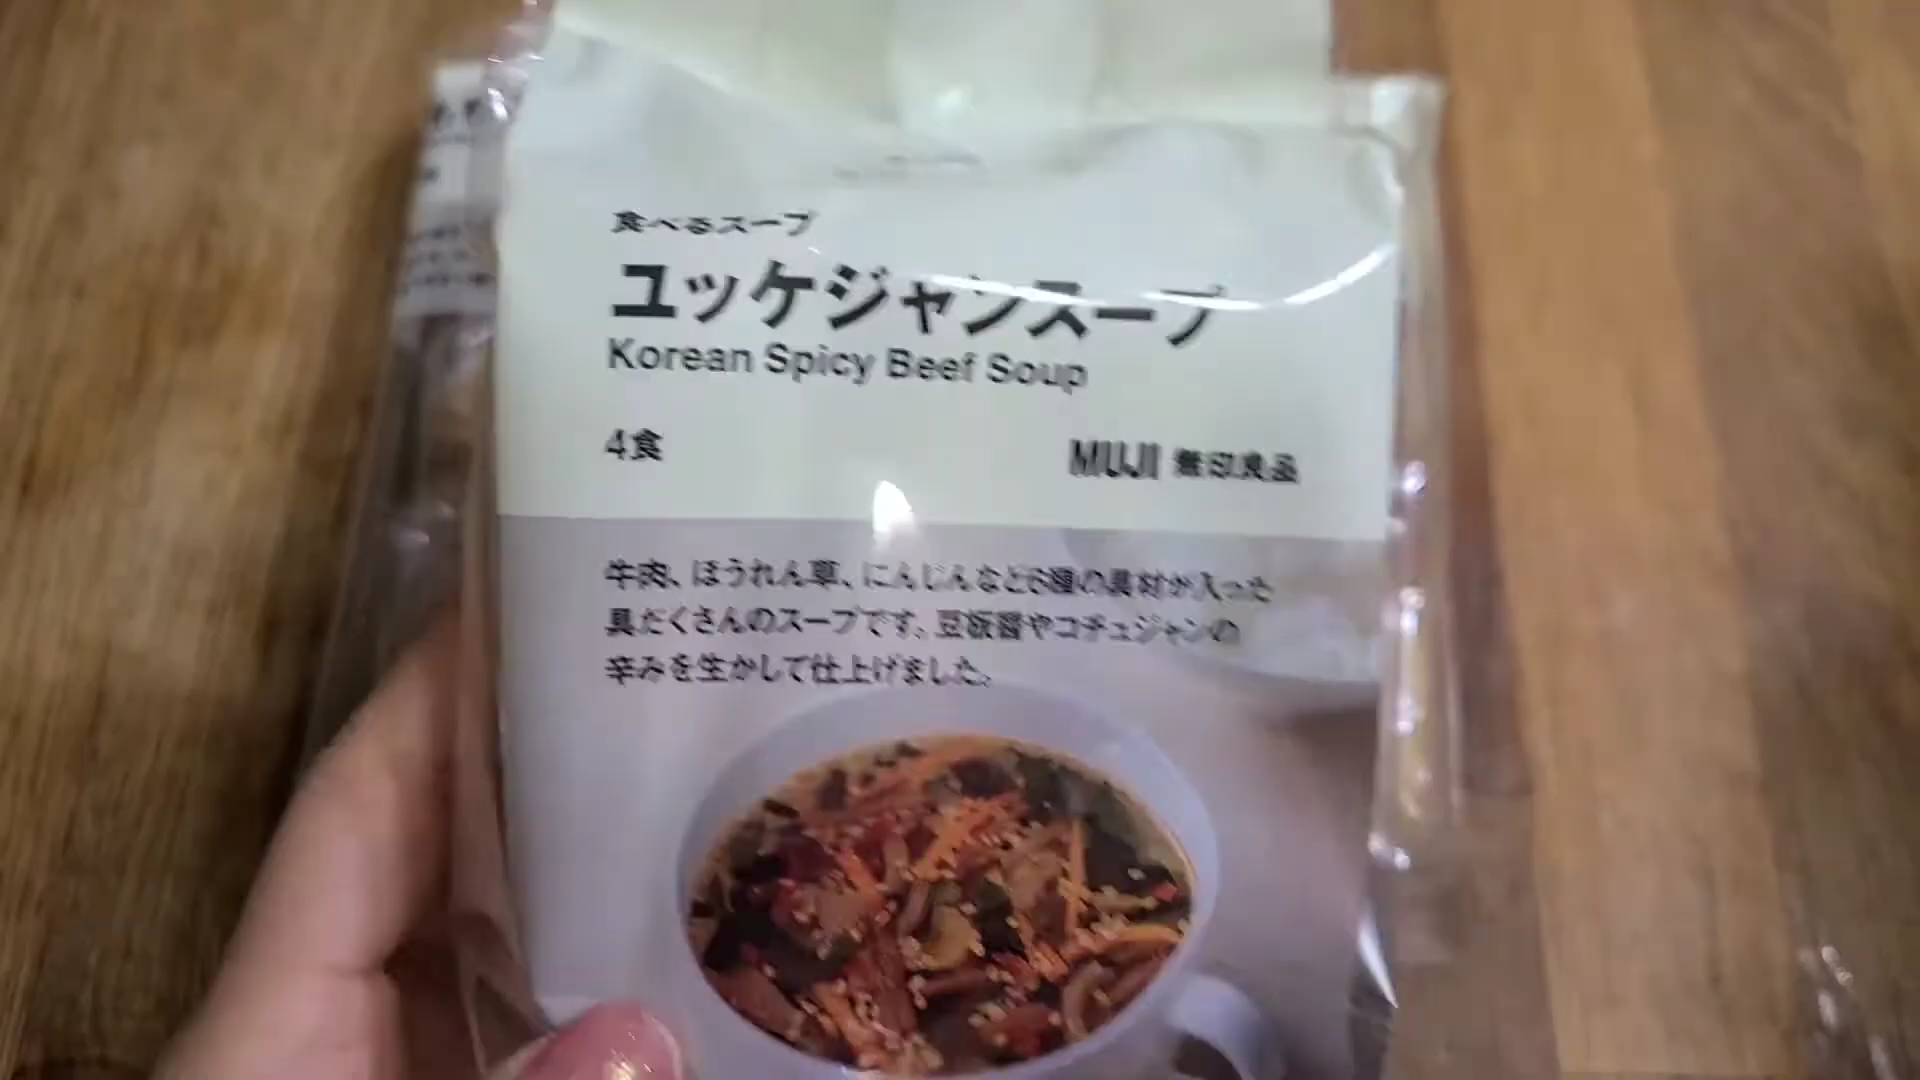 食べるスープ
ユッケジャンスープ
Korean Spicy Beef Soup
4食
MUJI 無印良品
牛肉、ほうれん草、にんじんなど6種の具材が入った
具だくさんのスープです。豆板醤やコチュジャンの
辛みを生かして仕上げました。